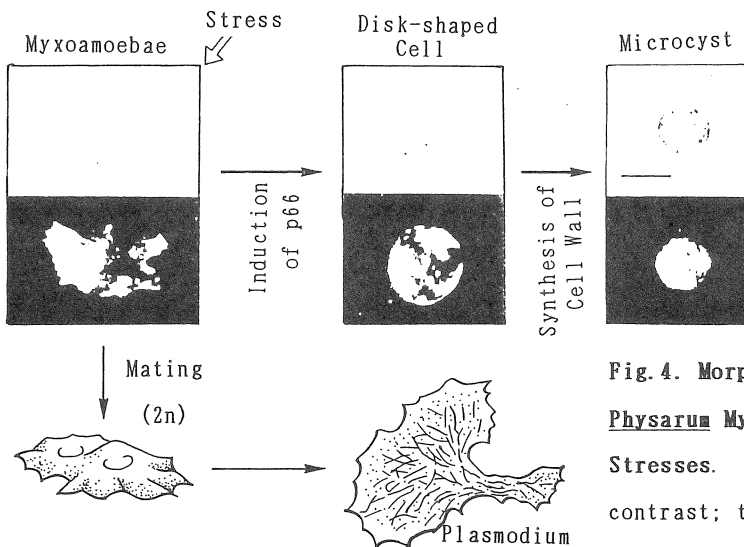 Stress
Myxoamebae
Disk-shaped
Cell
Microcyst
Induction
of p66
Synthesis of
Cell Wall
Mating
(2n)
Plasmodium
Fig. 4. Morp
Physarum My
Stresses.
contrast; t